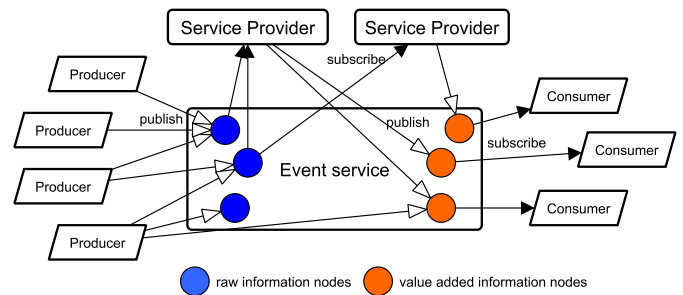 Service Provider
Service Provider
subscribe
Producer
Consumer
publish
publish
Producer
subscribe
Consumer
Event service
Producer
Consumer
Producer
raw information nodes
value added information nodes